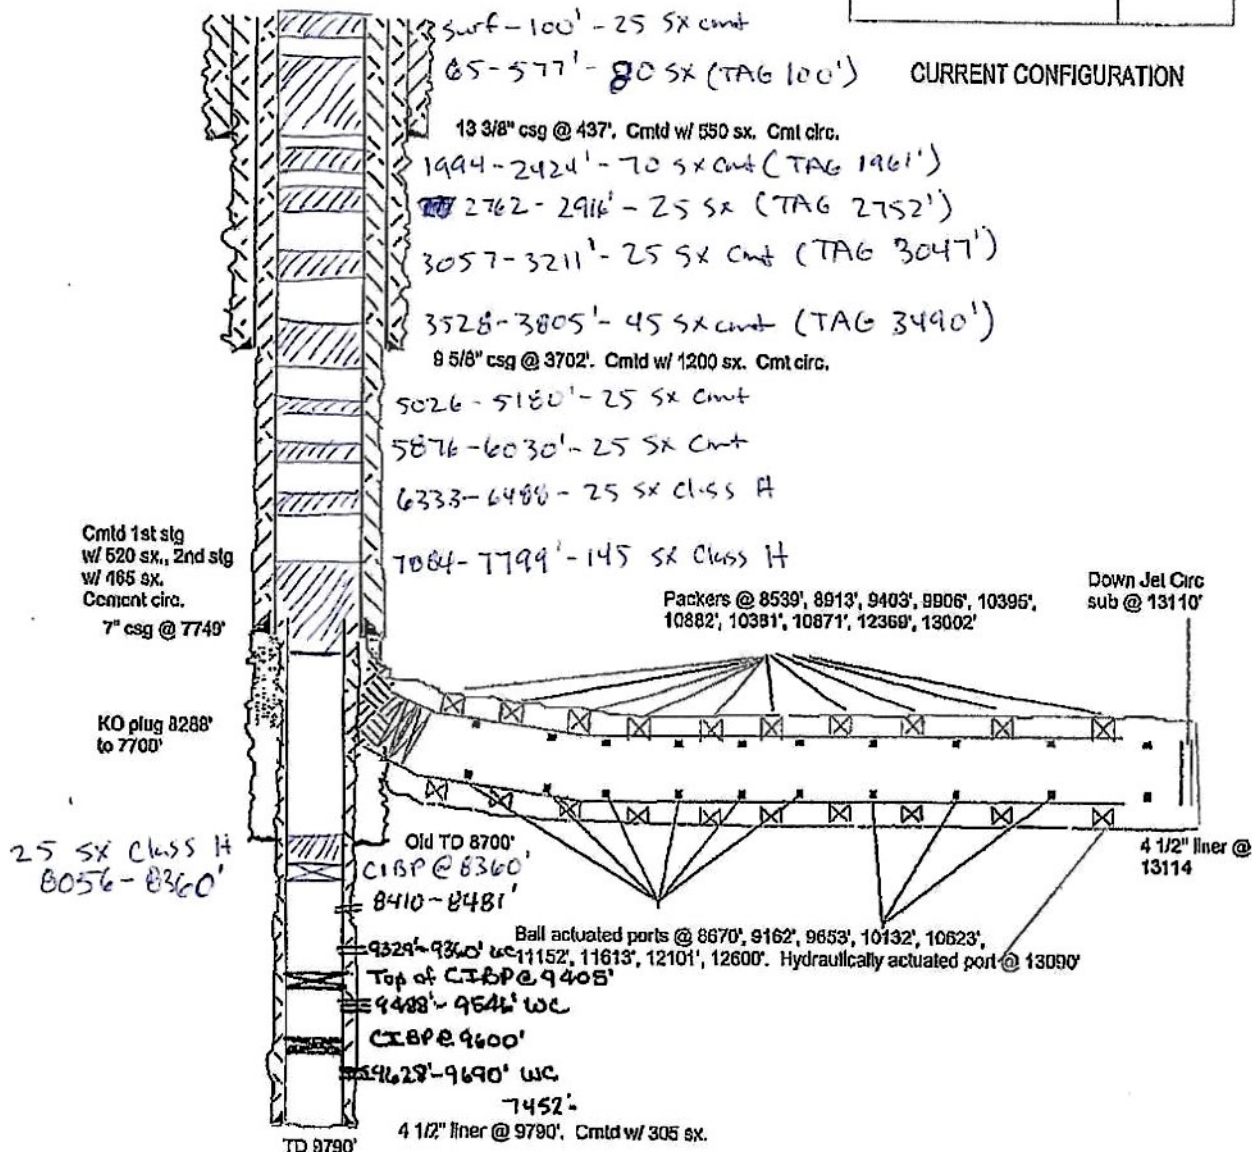 Surf-100' - 25 sx cmt
65-577' - 80 sx (TAG 100')
CURRENT CONFIGURATION
13 3/8" csg @ 437'. Cmtd w/ 550 sx. Cmt circ.
1994-2424' - 70 sx cmt (TAG 1961')
2762-2916' - 25 sx (TAG 2752')
3057-3211' - 25 sx cmt (TAG 3047')
3528-3805' - 45 sx cmt (TAG 3490')
9 5/8" csg @ 3702'. Cmtd w/ 1200 sx. Cmt circ.
5026-5180' - 25 sx cmt
5876-6030' - 25 sx cmt
6333-6488 - 25 sx class H
7084-7799' - 145 sx Class H
Cmtd 1st stg
w/ 520 sx., 2nd stg
w/ 465 sx.
Cement circ.
7" csg @ 7749'
Packers @ 8539', 8913', 9403', 9906', 10395',
10882', 10381', 10871', 12369', 13002'
Down Jet Circ
sub @ 13110'
KO plug 8288'
to 7700'
Old TD 8700'
25 sx Class H
8056-8360'
CIBP @ 8360'
8410-8481'
4 1/2" liner @
13114
Ball actuated ports @ 8670', 9162', 9653', 10132', 10623',
11152', 11613', 12101', 12600'. Hydraulically actuated port @ 13090'
9329'-9360' WC
Top of CIBP @ 9405'
9488'-9546' WC
CIBP @ 9600'
9628'-9690' WC
7452'-
4 1/2" liner @ 9790'. Cmtd w/ 305 sx.
TD 9790'